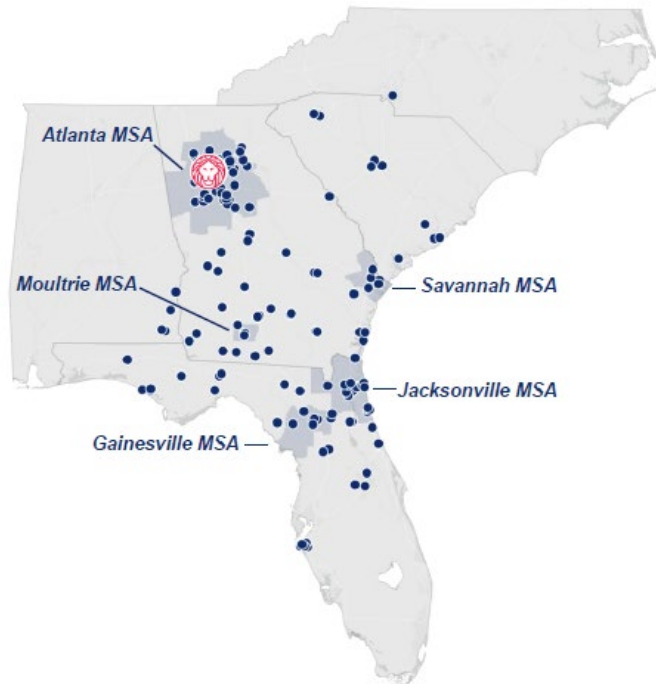 Atlanta MSA
Moultrie MSA
Savannah MSA
Jacksonville MSA
Gainesville MSA